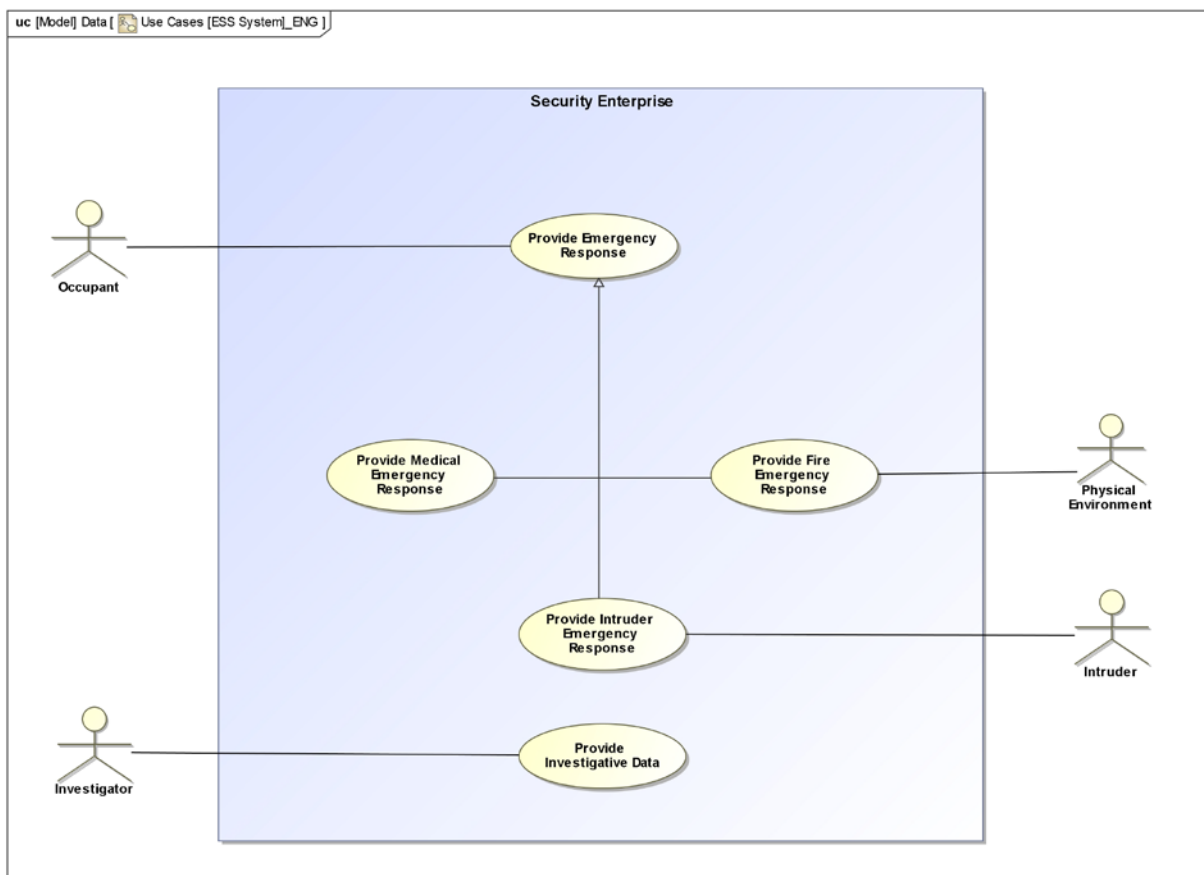 uc [Model] Data [ Use Cases [ESS System]_ENG ]
Security Enterprise
Provide Emergency
Response
Occupant
Provide Medical
Emergency
Response
Provide Fire
Emergency
Response
Physical
Environment
Provide Intruder
Emergency
Response
Intruder
Provide
Investigative Data
Investigator